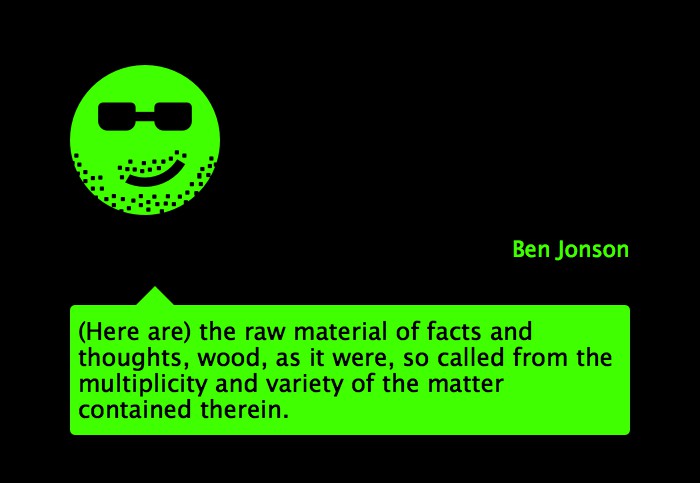 Ben Jonson
(Here are) the raw material of facts and
thoughts, wood, as it were, so called from the
multiplicity and variety of the matter
contained therein.